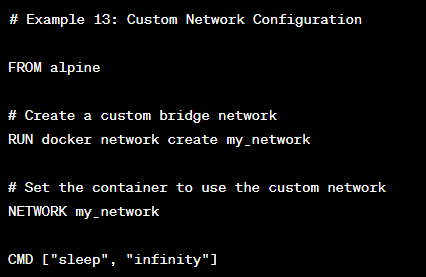 # Example 13: Custom Network Configuration
FROM alpine
# Create a custom bridge network
RUN docker network create my_network
# Set the container to use the custom network
NETWORK my_network
CMD ["sleep", "infinity"]